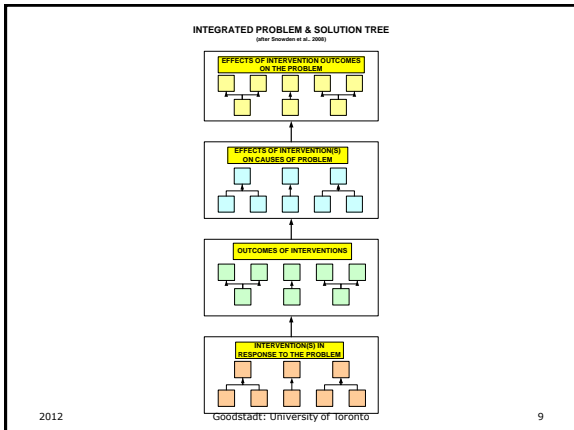 INTEGRATED PROBLEM & SOLUTION TREE
(after Snowden et al.. 2008)
EFFECTS OF INTERVENTION OUTCOMES
ON THE PROBLEM
EFFECTS OF INTERVENTION(S)
ON CAUSES OF PROBLEM
OUTCOMES OF INTERVENTIONS
INTERVENTION(S) IN
RESPONSE TO THE PROBLEM
2012
Goodstadt: University of Toronto
9